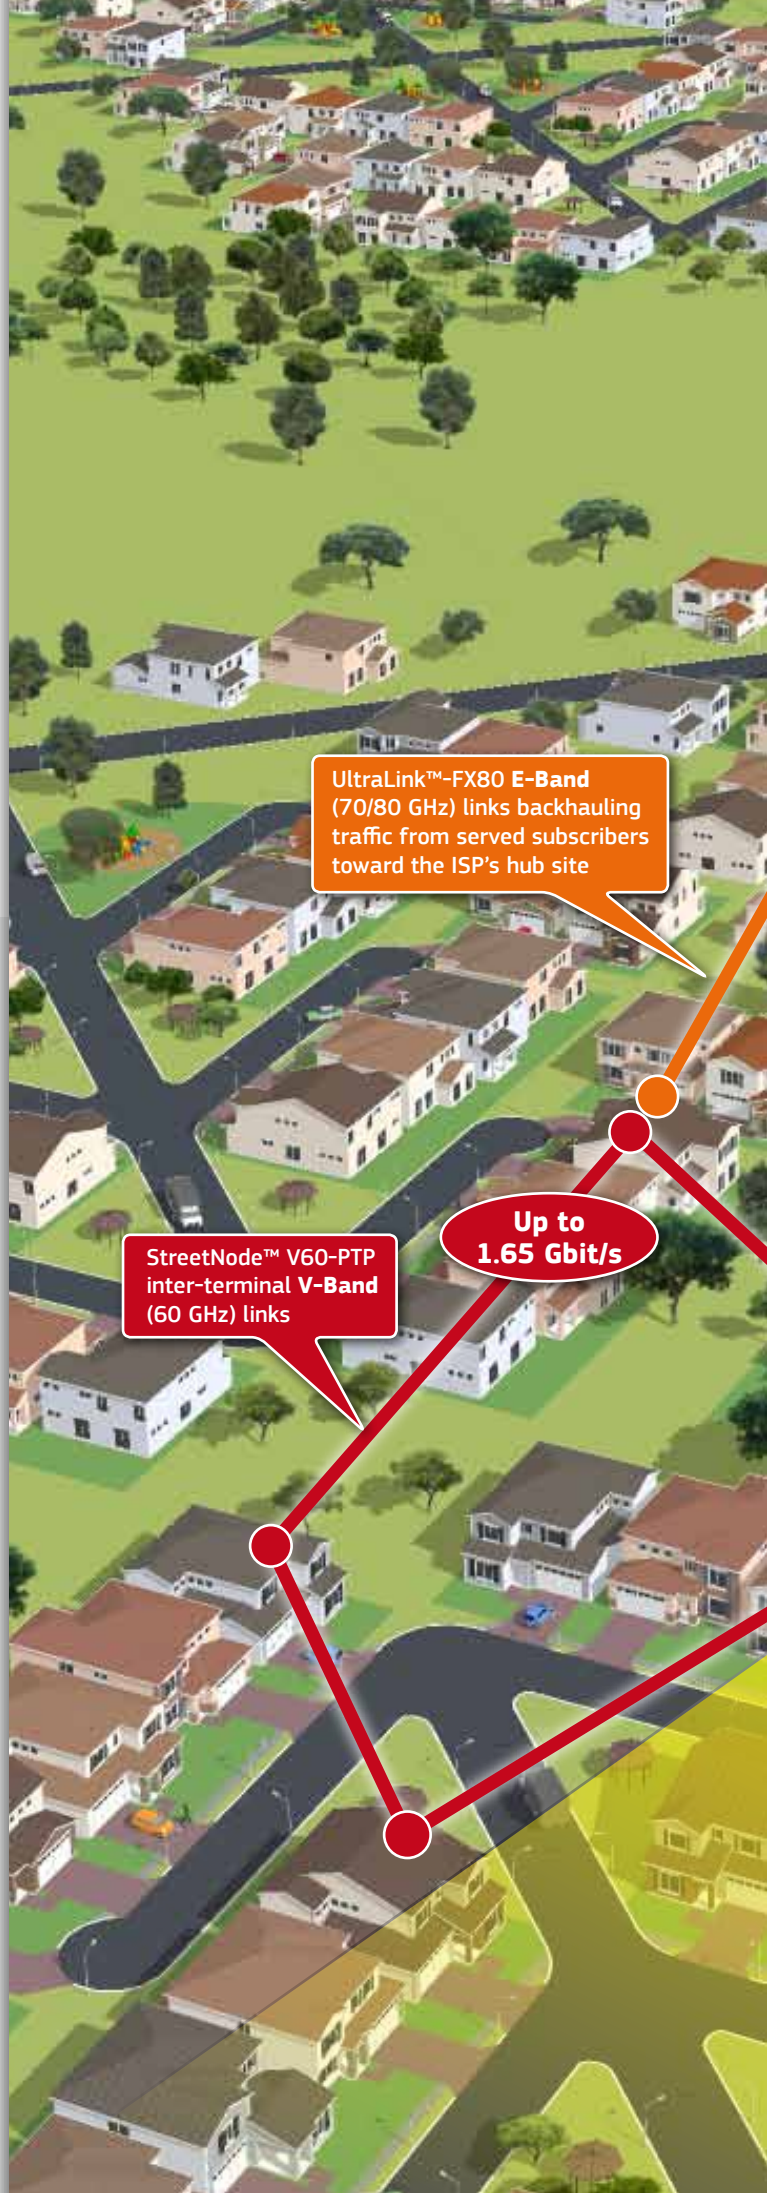 UltraLink™-FX80 E-Band
(70/80 GHz) links backhauling
traffic from served subscribers
toward the ISP's hub site
Up to
1.65 Gbit/s
StreetNode™ V60-PTP
inter-terminal V-Band
(60 GHz) links